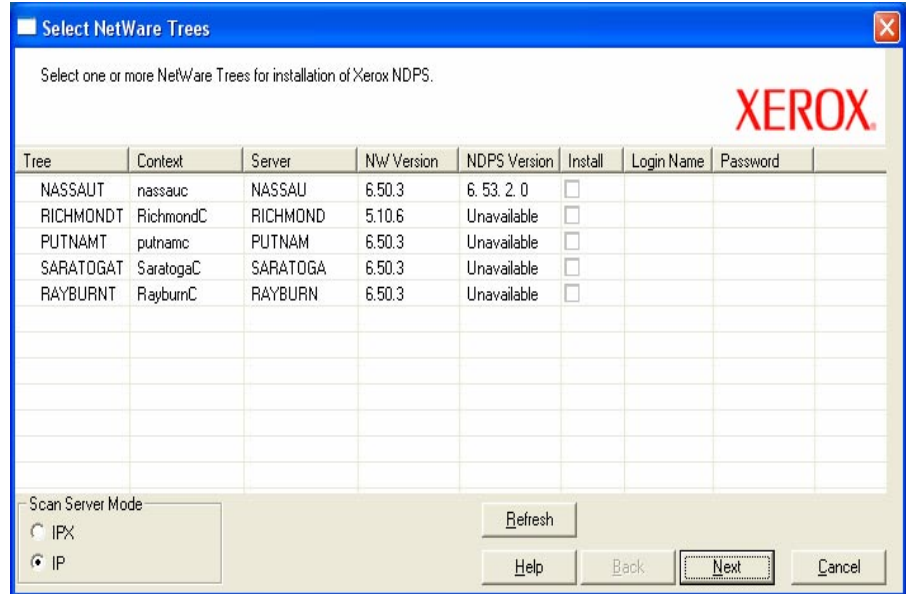 Select NetWare Trees
Select one or more NetWare Trees for installation of Xerox NDPS.
XEROX.
Tree Context Server NW Version NDPS Version Install Login Name Password
NASSAUT nassauc NASSAU 6.50.3 6. 53. 2. 0
RICHMONDT RichmondC RICHMOND 5.10.6 Unavailable
PUTNAMT putnamc PUTNAM 6.50.3 Unavailable
SARATOGAT SaratogaC SARATOGA 6.50.3 Unavailable
RAYBURNT RayburnC RAYBURN 6.50.3 Unavailable
Scan Server Mode
IPX
IP
Refresh
Help Back Next Cancel